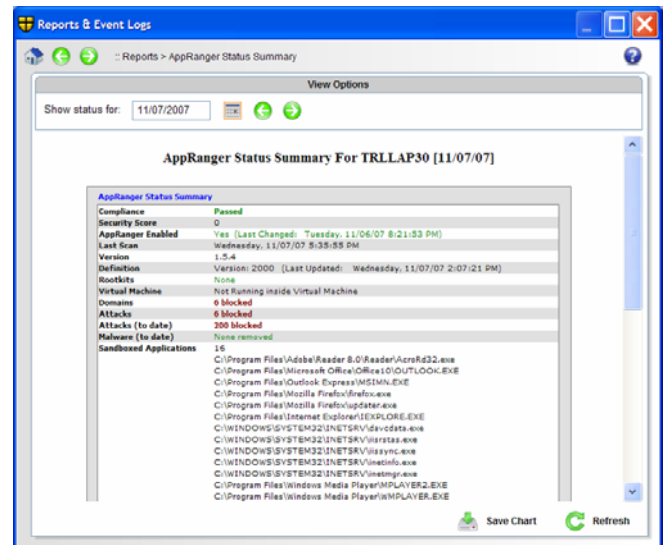 Reports & Event Logs
:: Reports > AppRanger Status Summary
View Options
Show status for: 11/07/2007
AppRanger Status Summary For TRLLAP30 [11/07/07]
AppRanger Status Summary
Compliance Passed
Security Score 0
AppRanger Enabled Yes (Last Changed: Tuesday, 11/06/07 8:21:53 PM)
Last Scan Wednesday, 11/07/07 5:35:55 PM
Version 1.5.4
Definition Version: 2000 (Last Updated: Wednesday, 11/07/07 2:07:21 PM)
Rootkits None
Virtual Machine Not Running inside Virtual Machine
Domains 6 blocked
Attacks 6 blocked
Attacks (to date) 200 blocked
Malware (to date) None removed
Sandboxed Applications 16
C:\Program Files\Adobe\Reader 8.0\Reader\AcroRd32.exe
C:\Program Files\Microsoft Office\Office10\OUTLOOK.EXE
C:\Program Files\Outlook Express\MSIMN.EXE
C:\Program Files\Mozilla Firefox\firefox.exe
C:\Program Files\Mozilla Firefox\updater.exe
C:\Program Files\Internet Explorer\IEXPLORE.EXE
C:\WINDOWS\SYSTEM32\INETSRV\davcdata.exe
C:\WINDOWS\SYSTEM32\INETSRV\iisrstas.exe
C:\WINDOWS\SYSTEM32\INETSRV\iissync.exe
C:\WINDOWS\SYSTEM32\INETSRV\inetinfo.exe
C:\WINDOWS\SYSTEM32\INETSRV\inetmgr.exe
C:\Program Files\Windows Media Player\MPLAYER2.EXE
C:\Program Files\Windows Media Player\WMPLAYER.EXE
Save Chart Refresh